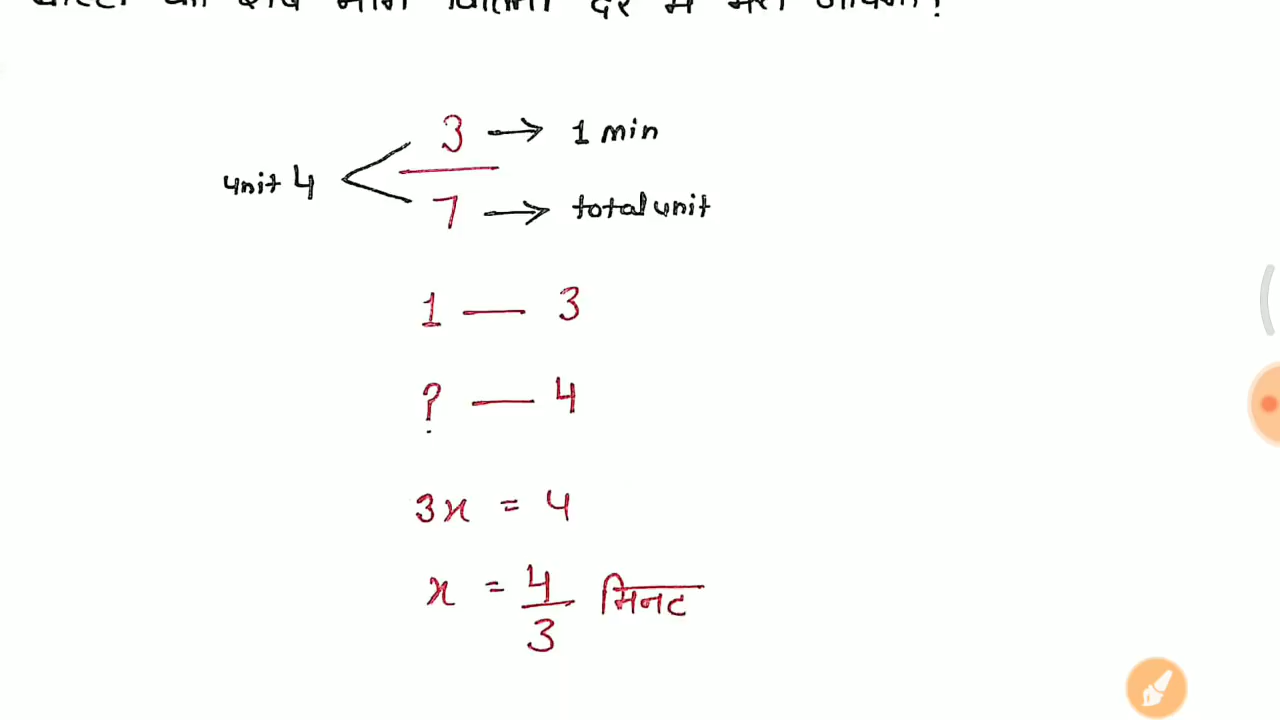 में
unit 4 3 → 1 min
7 → total unit
1 — 3
? — 4
3x = 4
x = 4/3 मिनट